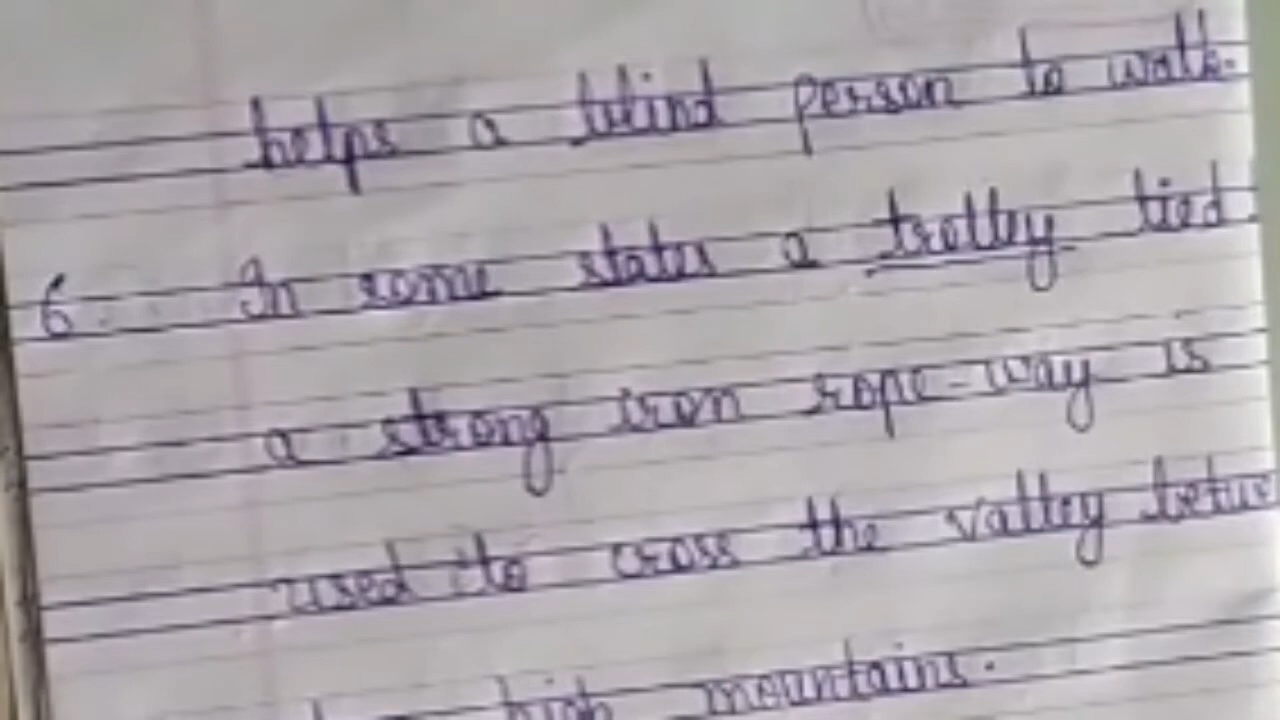 helps a blind person to walk.
6. In some states a trolley tied
a strong iron rope-way is
used to cross the valley
high mountains.